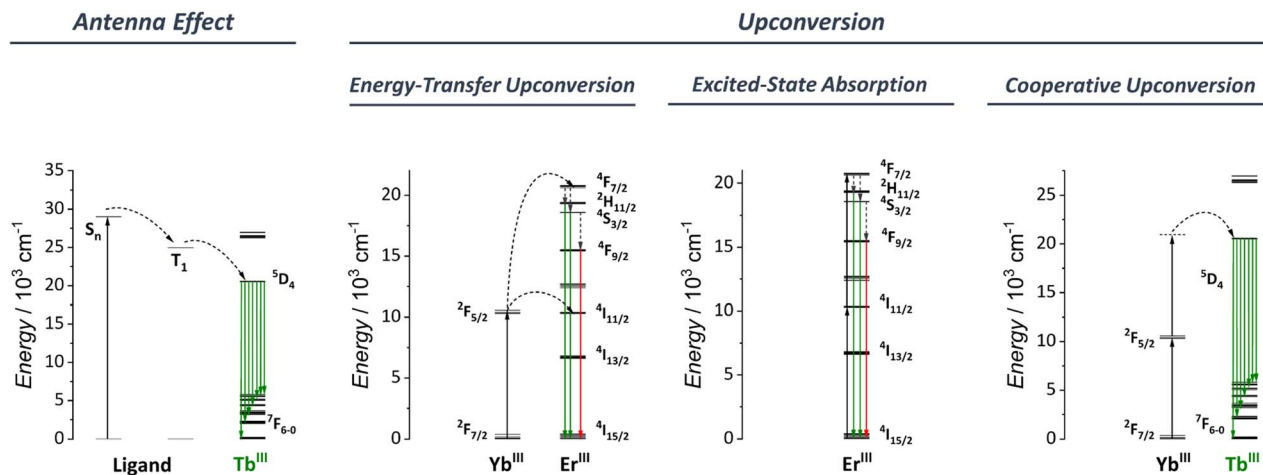 Antenna Effect
Upconversion
Energy-Transfer Upconversion
Excited-State Absorption
Cooperative Upconversion
Energy / 10³ cm⁻¹
35
30
25
20
15
10
5
0
Sₙ
T₁
⁵D₄
⁷F₆₋₀
Ligand
Tbᴵᴵᴵ
Energy / 10³ cm⁻¹
20
15
10
5
0
²F₅/₂
²F₇/₂
⁴F₇/₂
²H₁₁/₂
⁴S₃/₂
⁴F₉/₂
⁴I₁₁/₂
⁴I₁₃/₂
⁴I₁₅/₂
Ybᴵᴵᴵ Erᴵᴵᴵ
Energy / 10³ cm⁻¹
20
15
10
5
0
⁴F₇/₂
²H₁₁/₂
⁴S₃/₂
⁴F₉/₂
⁴I₁₁/₂
⁴I₁₃/₂
⁴I₁₅/₂
Erᴵᴵᴵ
Energy / 10³ cm⁻¹
25
20
15
10
5
0
²F₅/₂
²F₇/₂
⁵D₄
⁷F₆₋₀
Ybᴵᴵᴵ Tbᴵᴵᴵ